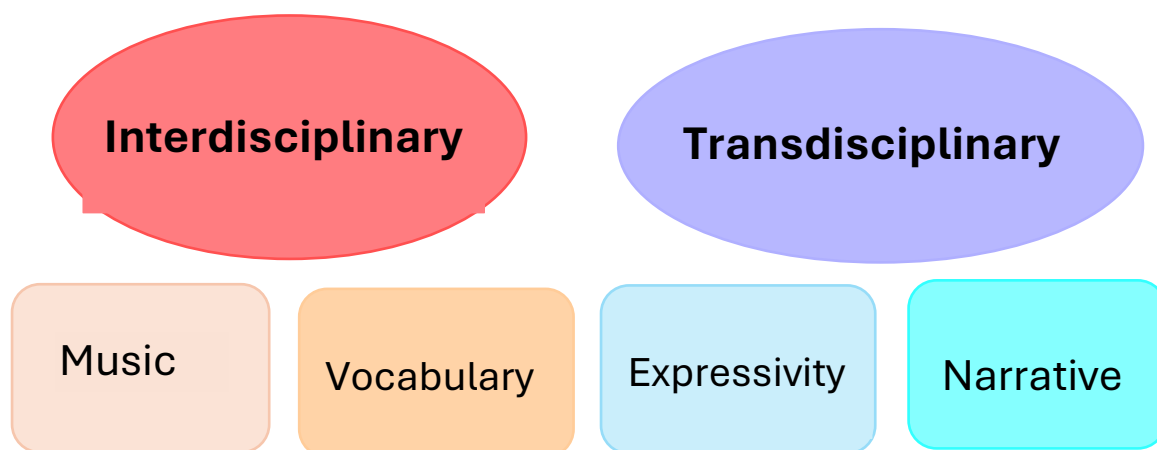 Interdisciplinary
Transdisciplinary
Music
Vocabulary
Expressivity
Narrative